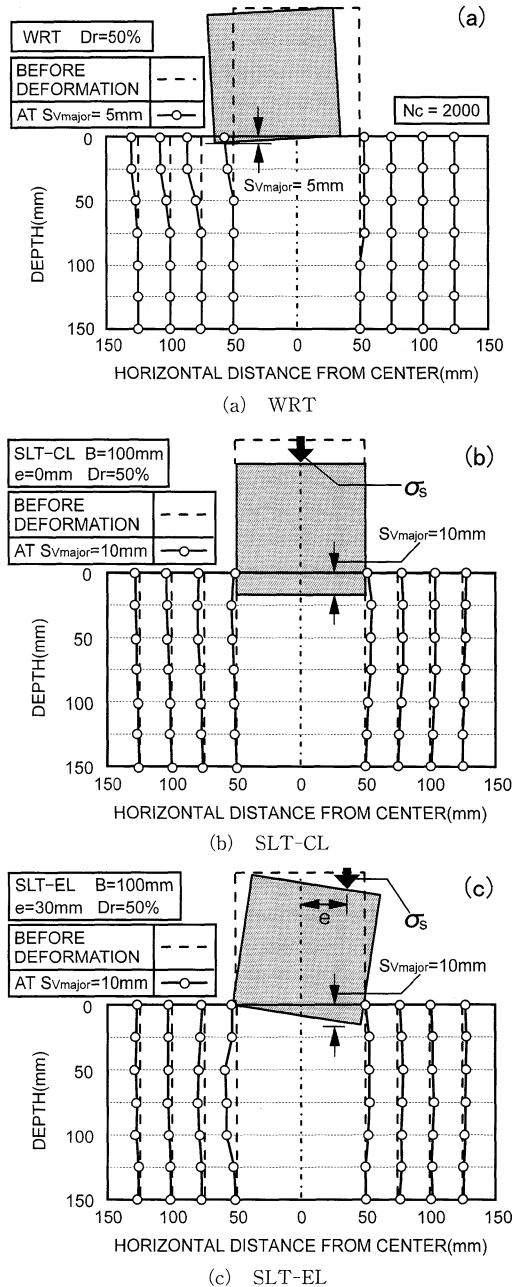 (a)
WRT Dr=50%
BEFORE
DEFORMATION
AT SVmajor= 5mm
Nc = 2000
SVmajor= 5mm
0
50
100
150
DEPTH(mm)
150 100 50 0 50 100 150
HORIZONTAL DISTANCE FROM CENTER(mm)
(a) WRT
(b)
SLT-CL B=100mm
e=0mm Dr=50%
σs
BEFORE
DEFORMATION
AT SVmajor=10mm
SVmajor=10mm
0
50
100
150
DEPTH(mm)
150 100 50 0 50 100 150
HORIZONTAL DISTANCE FROM CENTER(mm)
(b) SLT-CL
(c)
SLT-EL B=100mm
e=30mm Dr=50%
e
σs
BEFORE
DEFORMATION
AT SVmajor=10mm
SVmajor=10mm
0
50
100
150
DEPTH(mm)
150 100 50 0 50 100 150
HORIZONTAL DISTANCE FROM CENTER(mm)
(c) SLT-EL